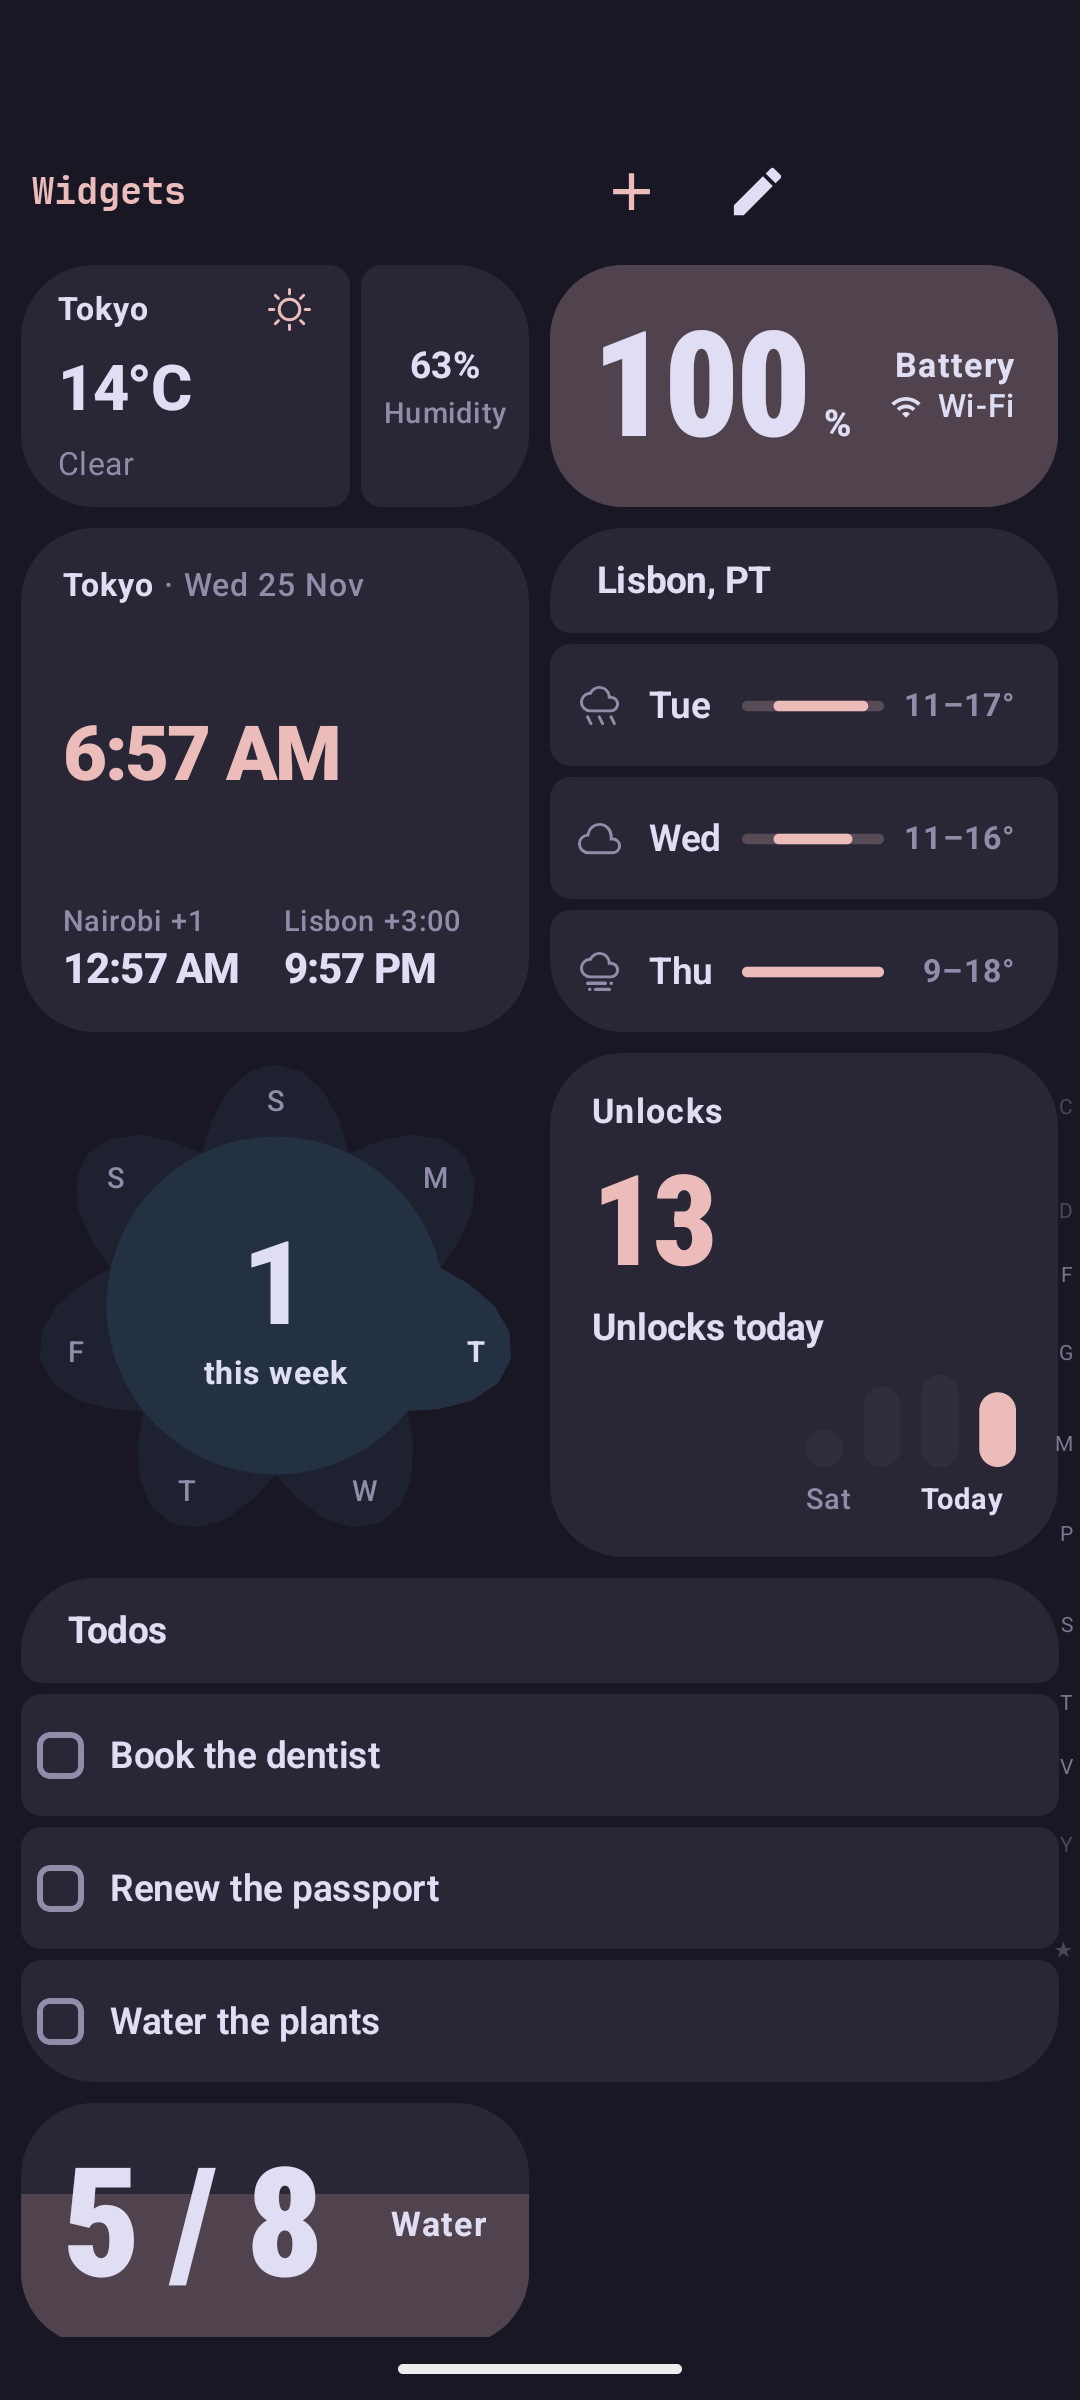 Widgets
Tokyo
14°C
Clear
63%
Humidity
100 %
Battery
Wi-Fi
Tokyo · Wed 25 Nov
6:57 AM
Nairobi +1
12:57 AM
Lisbon +3:00
9:57 PM
Lisbon, PT
Tue 11–17°
Wed 11–16°
Thu 9–18°
S
M
T
W
T
F
S
1
this week
Unlocks
13
Unlocks today
Sat
Today
C
D
F
G
M
P
S
T
V
Y
★
Todos
Book the dentist
Renew the passport
Water the plants
5 / 8
Water